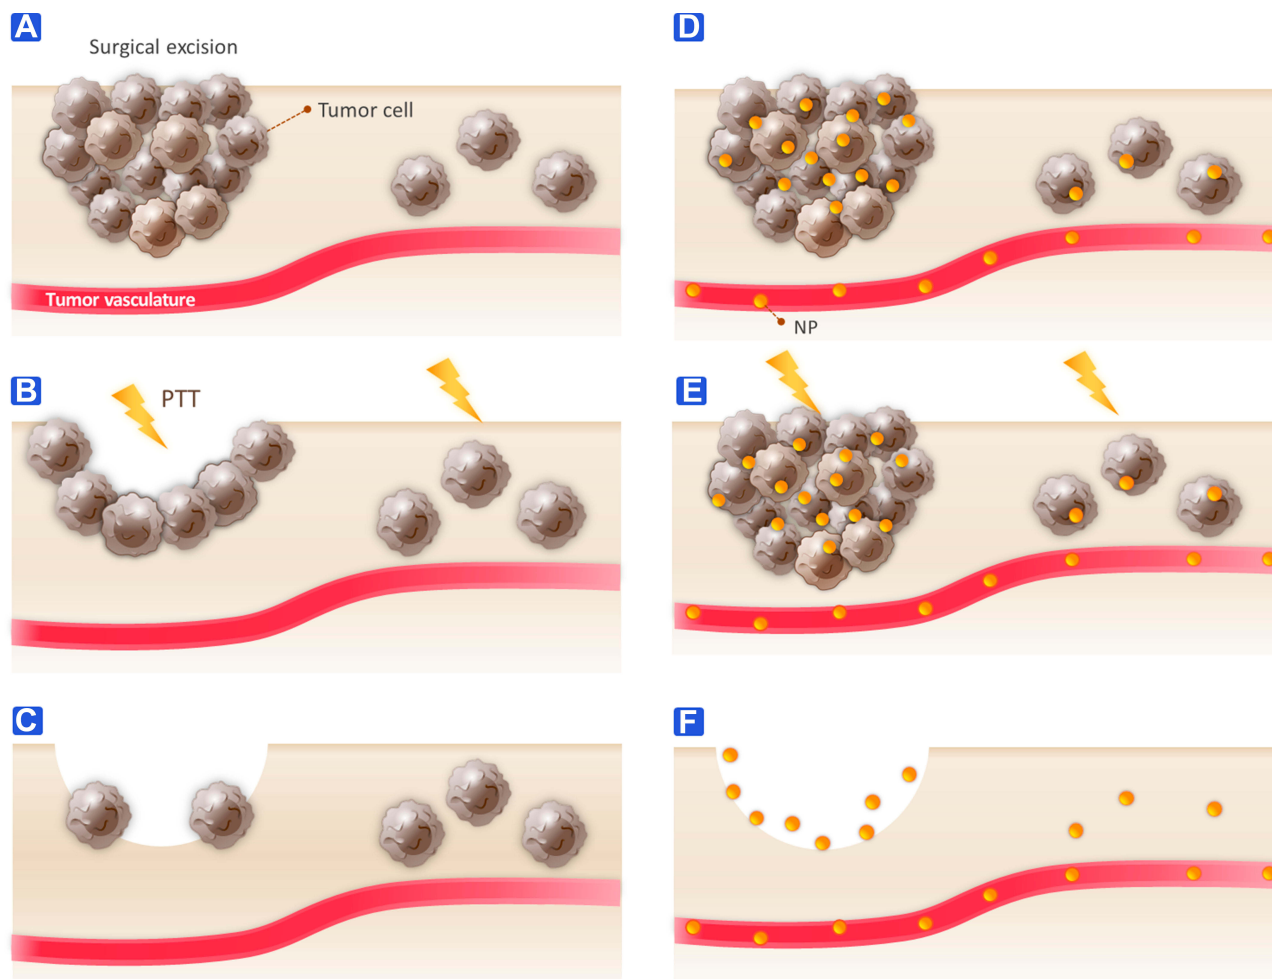 A
Surgical excision
Tumor cell
Tumor vasculature
D
NP
B
PTT
E
C
F